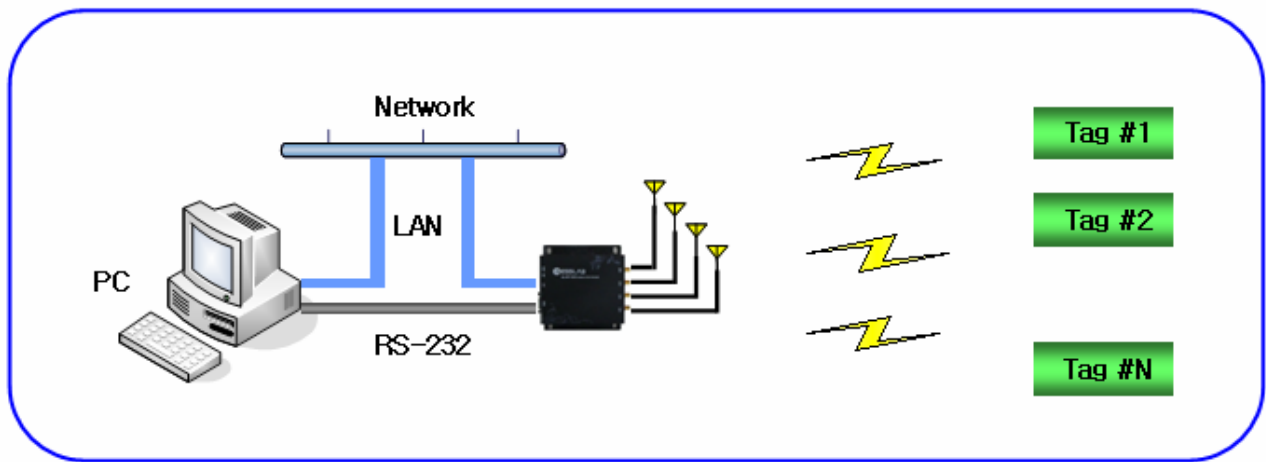 Network
Tag #1
Tag #2
LAN
PC
RS-232
Tag #N